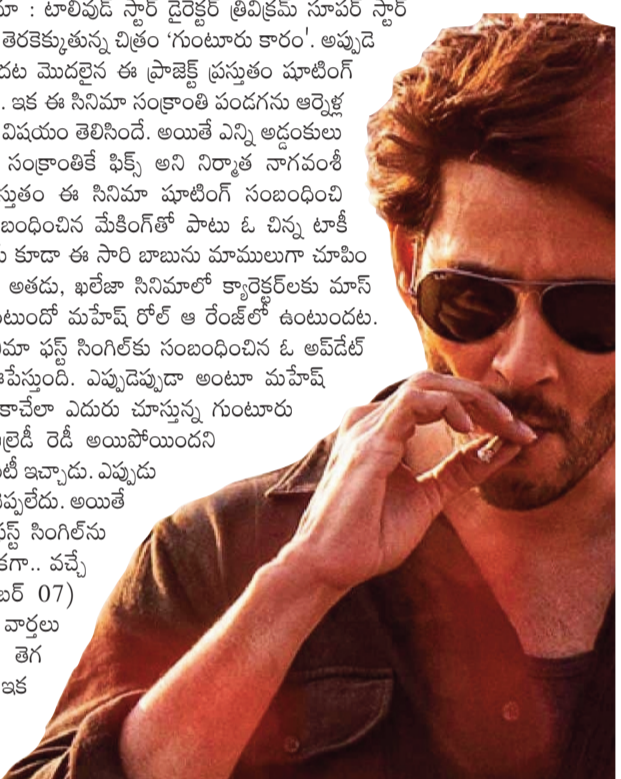 మా : టాలీవుడ్ స్టార్ డైరెక్టర్ త్రివిక్రమ్ సూపర్ స్టార్
తెరకెక్కుతున్న చిత్రం ‘గుంటూరు కారం'. అప్పుడె
దట మొదలైన ఈ ప్రాజెక్ట్ ప్రస్తుతం షూటింగ్
. ఇక ఈ సినిమా సంక్రాంతి పండగను ఆర్నెళ్ల
విషయం తెలిసిందే. అయితే ఎన్ని అడ్డంకులు
సంక్రాంతికే ఫిక్స్ అని నిర్మాత నాగవంశీ
స్తుతం ఈ సినిమా షూటింగ్ సంబంధించి
బంధించిన మేకింగ్‌తో పాటు ఓ చిన్న టాకీ
కూడా ఈ సారి బాబును మాములుగా చూపిం
అతడు, ఖలేజా సినిమాలో క్యారెక్టర్‌లకు మాస్
ంటుందో మహేష్ రోల్ ఆ రేంజ్‌లో ఉంటుందట.
మా ఫస్ట్ సింగిల్‌కు సంబంధించిన ఓ అప్‌డేట్
ఊపేస్తుంది. ఎప్పుడెప్పుడా అంటూ మహేష్
కాచేలా ఎదురు చూస్తున్న గుంటూరు
ల్రెడీ రెడీ అయిపోయిందని
టీ ఇచ్చాడు. ఎప్పుడు
చెప్పలేదు. అయితే
ఫస్ట్ సింగిల్‌ను
కగా.. వచ్చే
బర్ 07)
వార్తలు
తెగ
ఇక